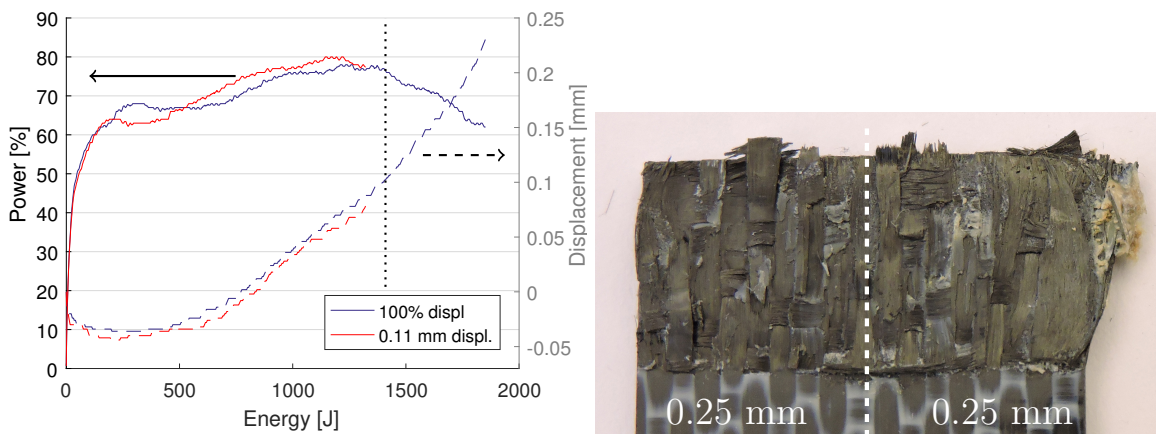 90
80
70
60
50
40
30
20
10
0
Power [%]
0.25
0.2
0.15
0.1
0.05
0
-0.05
Displacement [mm]
100% displ
0.11 mm displ.
0 500 1000 1500 2000
Energy [J]
0.25 mm 0.25 mm